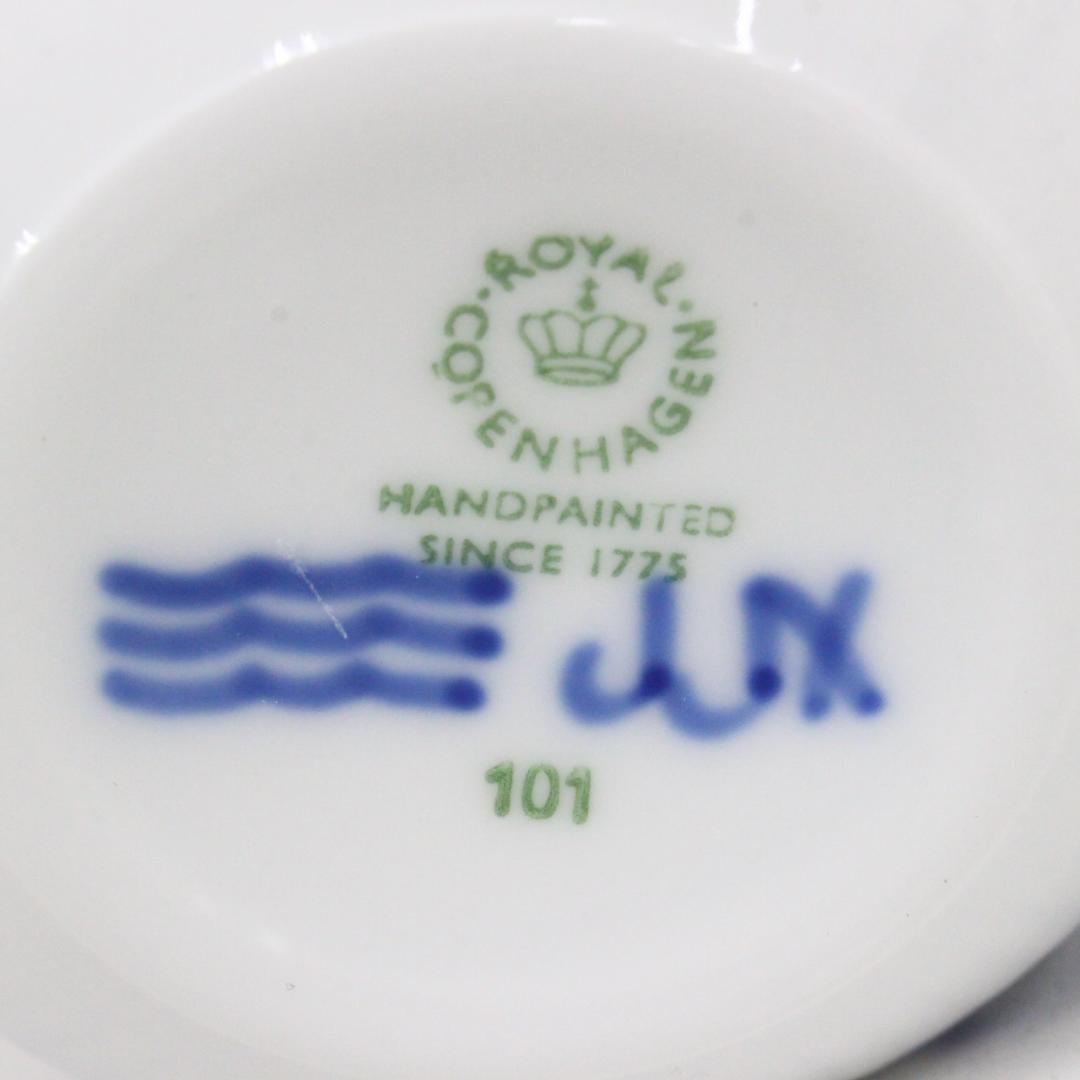 ROYAL · COPENHAGEN ·
HANDPAINTED
SINCE 1775
101